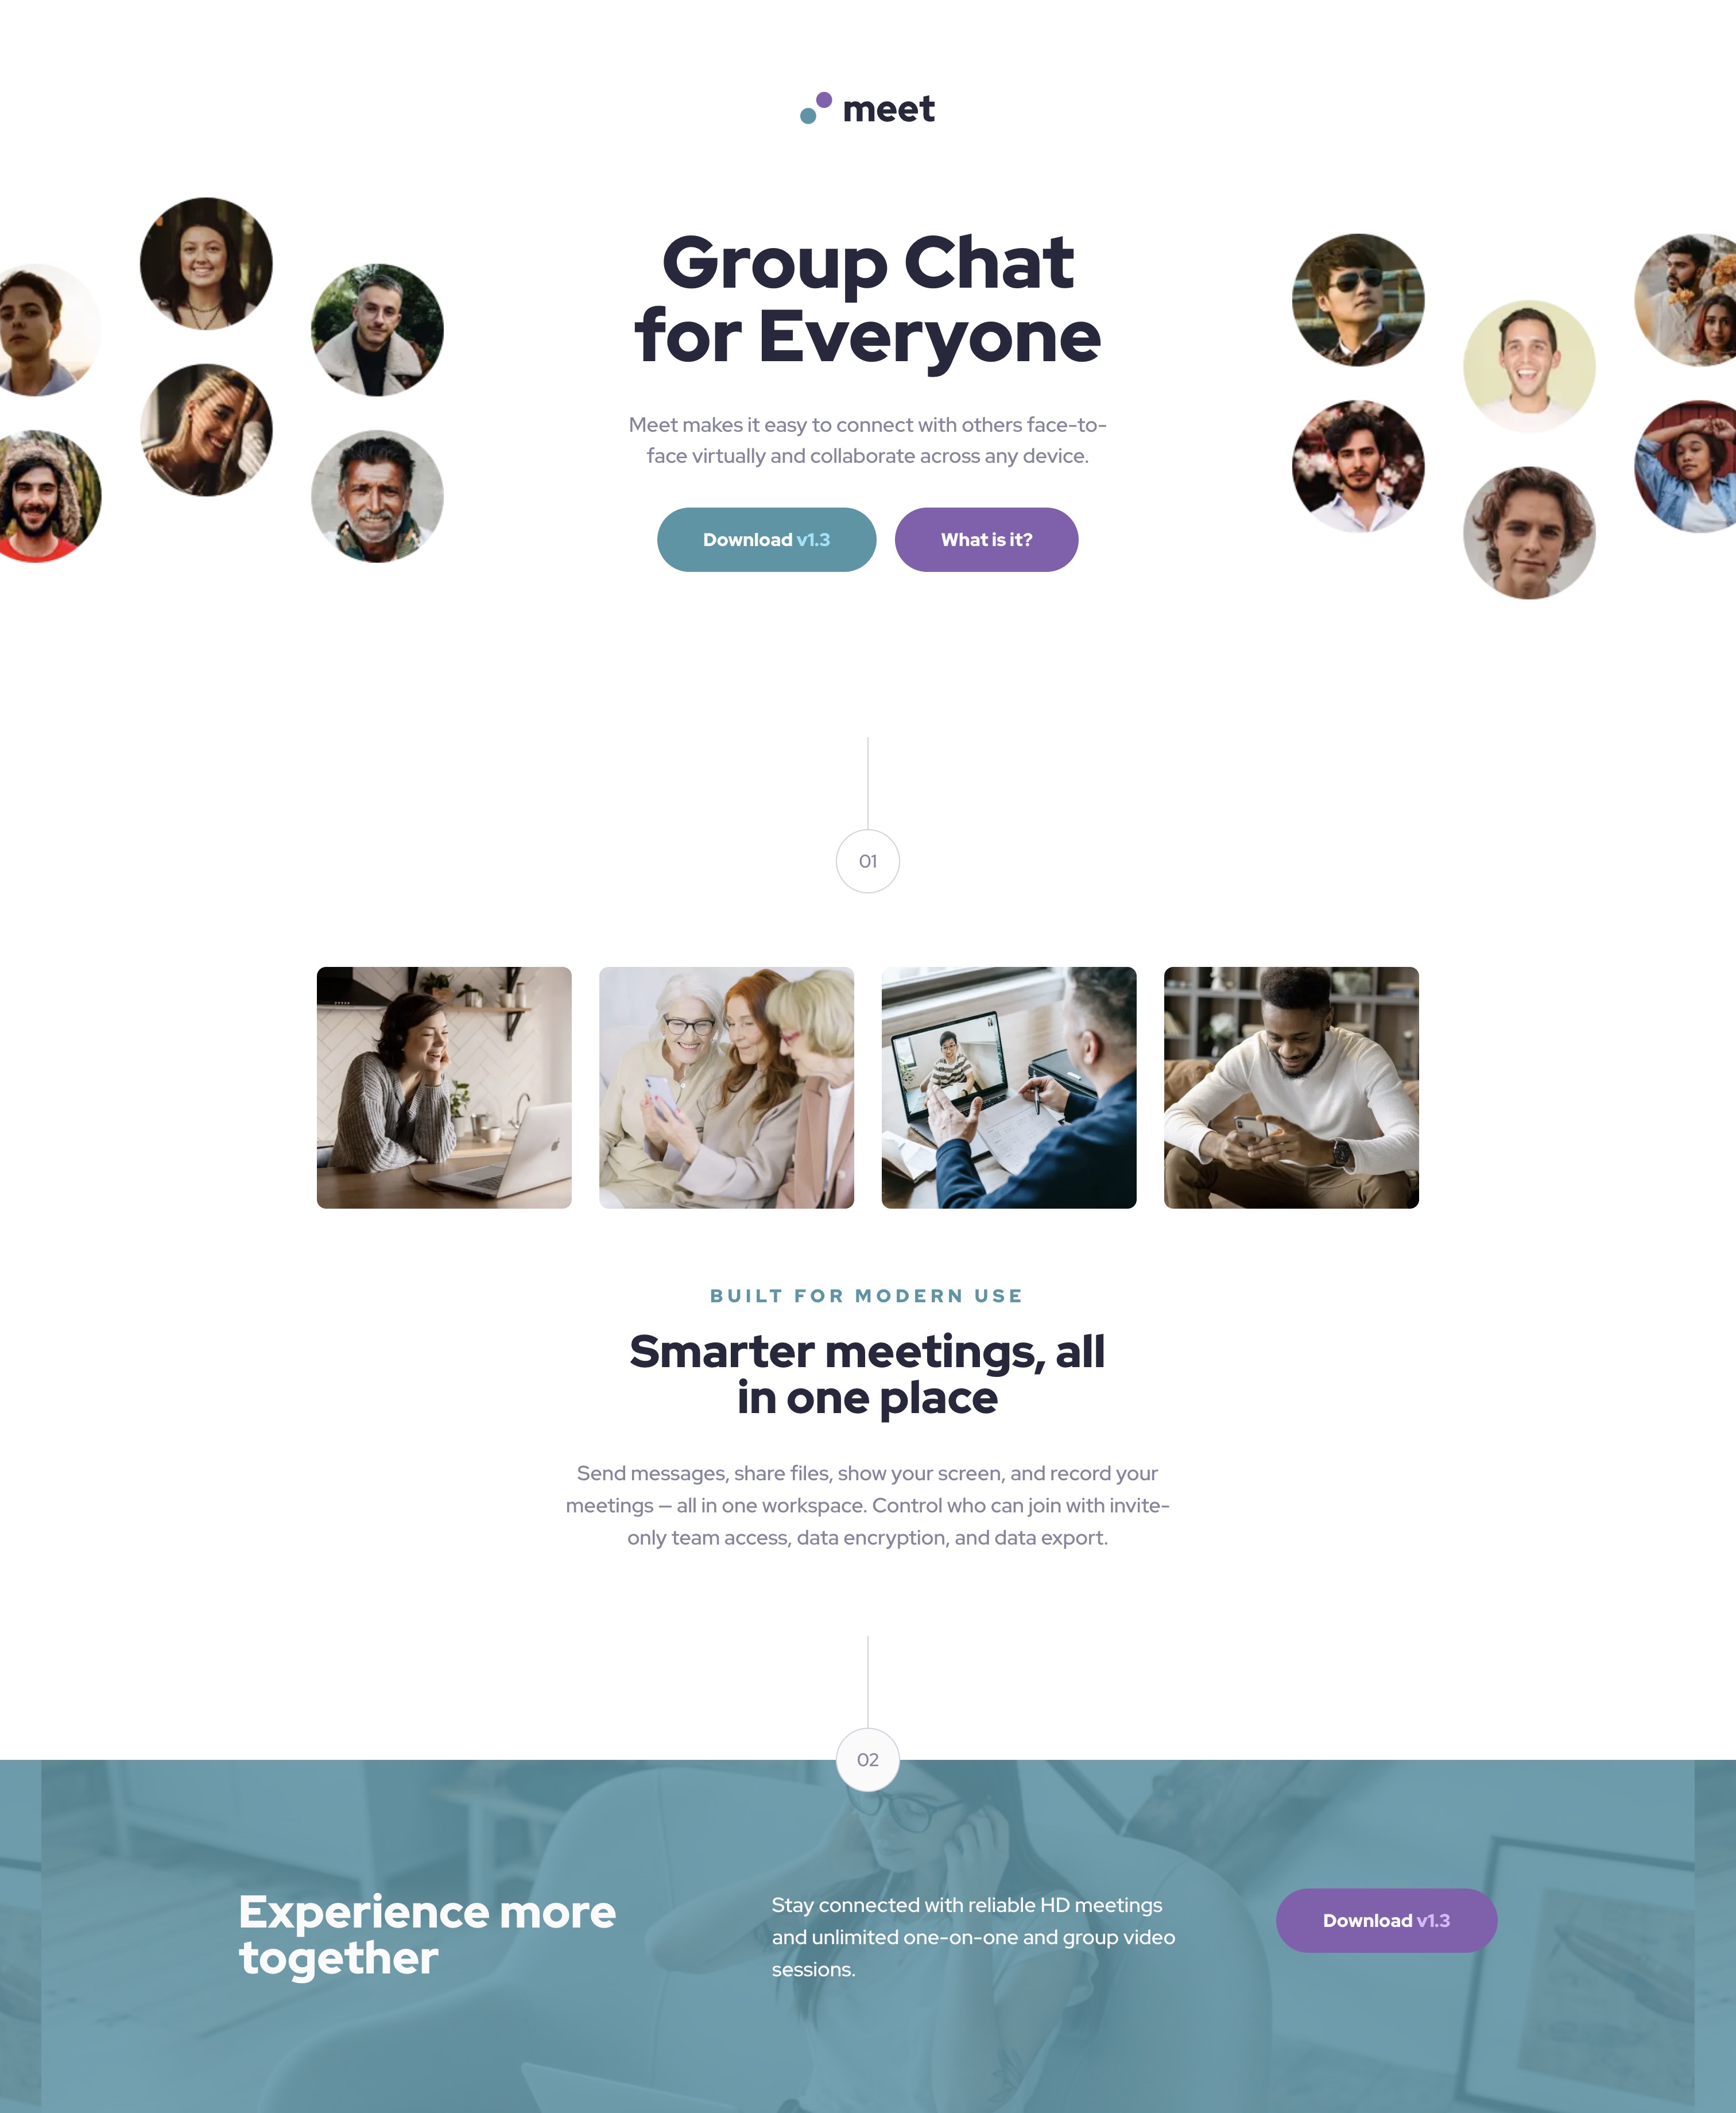 meet
Group Chat
for Everyone
Meet makes it easy to connect with others face-to-
face virtually and collaborate across any device.
Download v1.3
What is it?
01
BUILT FOR MODERN USE
Smarter meetings, all
in one place
Send messages, share files, show your screen, and record your
meetings — all in one workspace. Control who can join with invite-
only team access, data encryption, and data export.
02
Experience more
together
Stay connected with reliable HD meetings
and unlimited one-on-one and group video
sessions.
Download v1.3